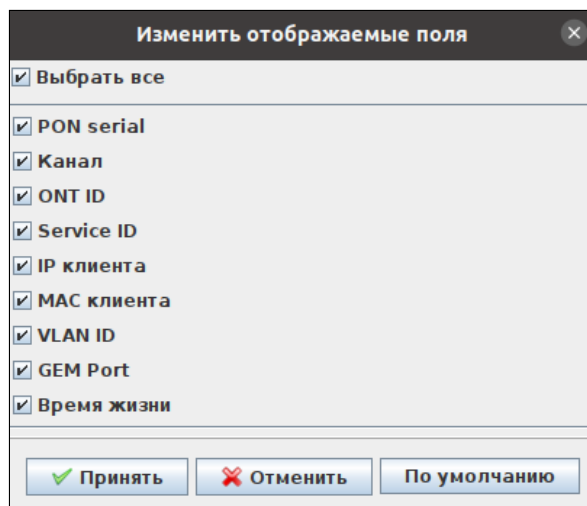 Изменить отображаемые поля
Выбрать все
PON serial
Канал
ONT ID
Service ID
IP клиента
MAC клиента
VLAN ID
GEM Port
Время жизни
Принять Отменить По умолчанию